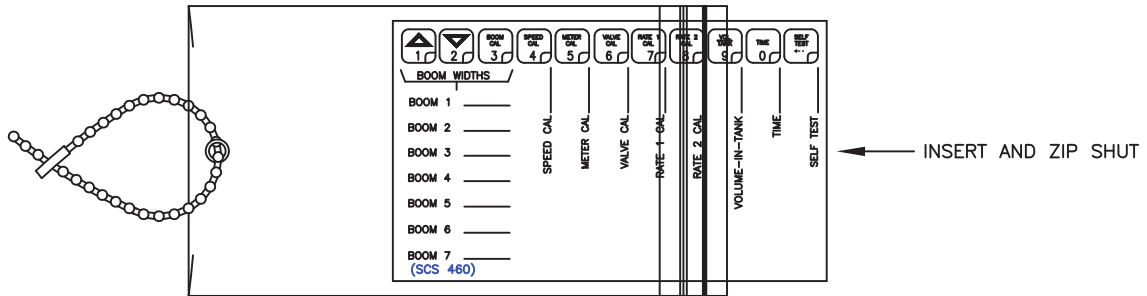 BOOM CAL 3
SPEED CAL 4
METER CAL 5
VALVE CAL 6
RATE 1 CAL 7
RATE 2 CAL 8
VOL. TANK 9
TIME 0
SELF TEST
1
2
BOOM WIDTHS
BOOM 1
BOOM 2
BOOM 3
BOOM 4
BOOM 5
BOOM 6
BOOM 7
(SCS 460)
SPEED CAL
METER CAL
VALVE CAL
RATE 1 CAL
RATE 2 CAL
VOLUME-IN-TANK
TIME
SELF TEST
INSERT AND ZIP SHUT